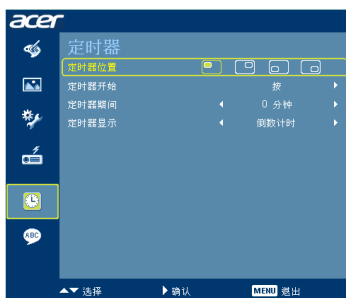 acer
定时器
定时器位置
定时器开始 按
定时器期间 0 分钟
定时器显示 倒数计时
ABC
选择 确认 MENU 退出